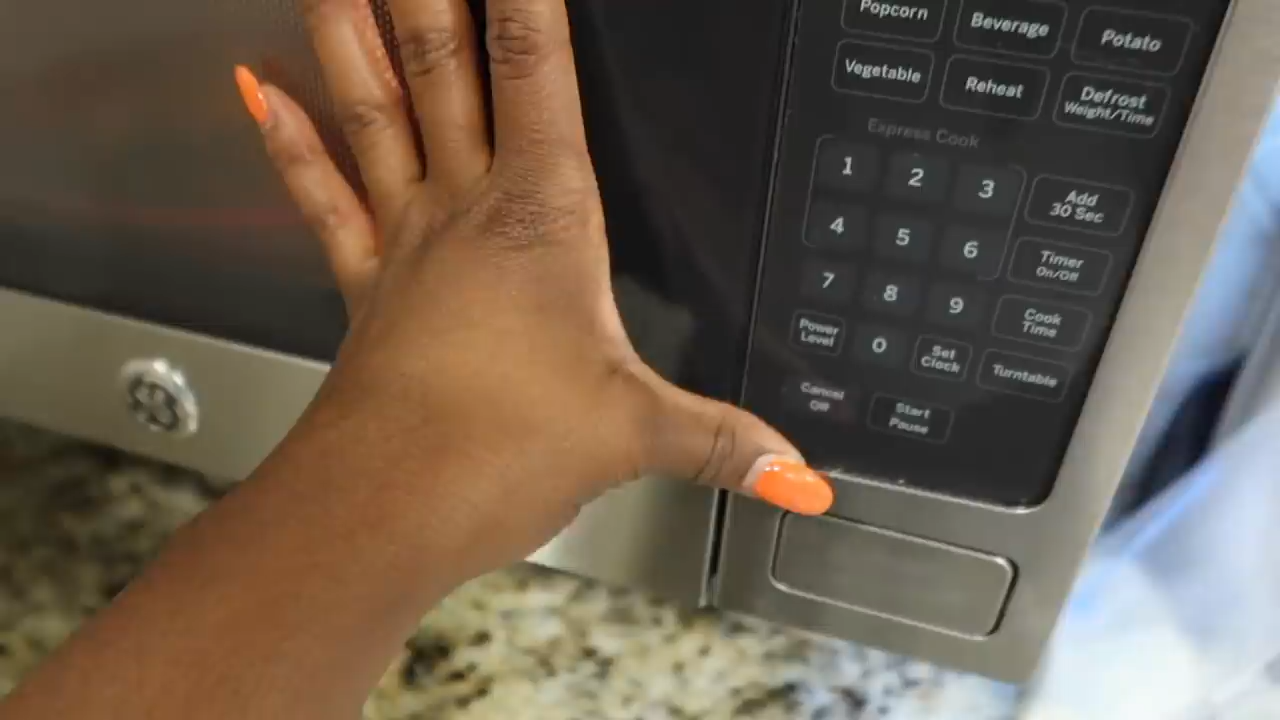 Popcorn
Beverage
Potato
Vegetable
Reheat
Defrost
Weight/Time
Express Cook
1 2 3
Add
30 Sec
4 5 6
Timer
On/Off
7 8 9
Cook
Time
Power
Level
0
Set
Clock
Turntable
Cancel
Off
Start
Pause